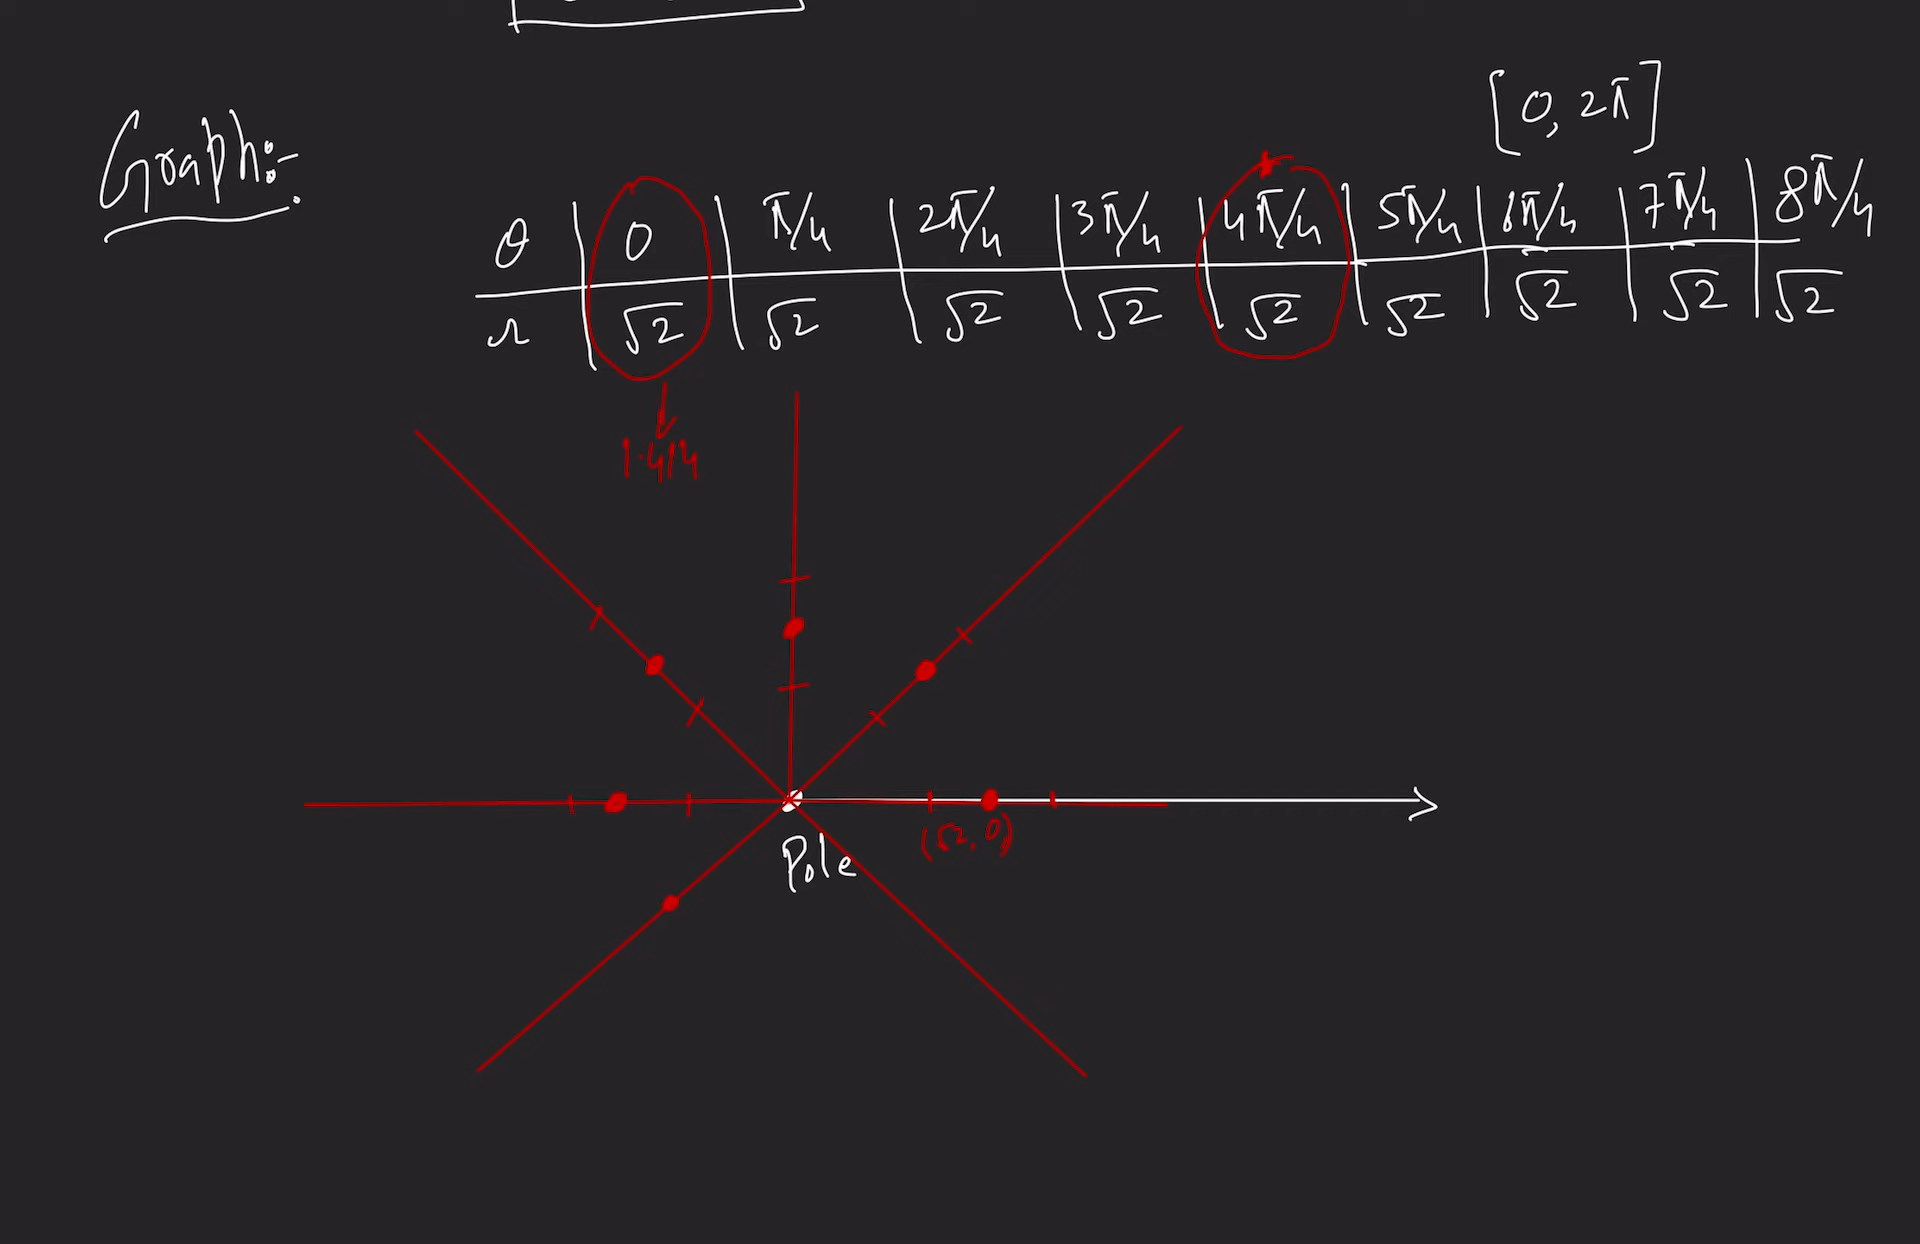 Graph:-
[0, 2π]
θ | 0 | π/4 | 2π/4 | 3π/4 | 4π/4 | 5π/4 | 6π/4 | 7π/4 | 8π/4
r | √2 | √2 | √2 | √2 | √2 | √2 | √2 | √2 | √2
1.414
(√2, 0)
Pole